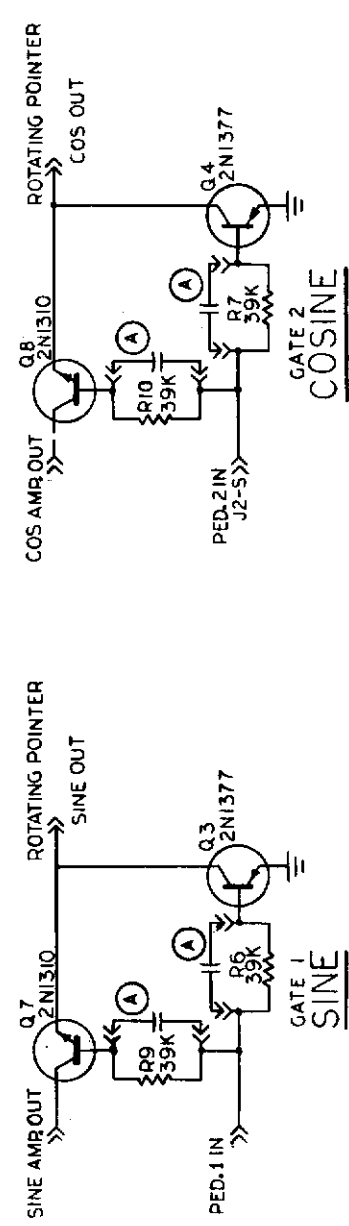 SINE AMP. OUT
Q7
2N1310
ROTATING POINTER
SINE OUT
A
R9
39K
A
R6
39K
Q3
2N1377
PED. 1 IN
GATE 1
SINE
COS AMP. OUT
Q8
2N1310
ROTATING POINTER
COS OUT
A
R10
39K
A
R7
39K
Q4
2N1377
PED. 2 IN
J2-S
GATE 2
COSINE